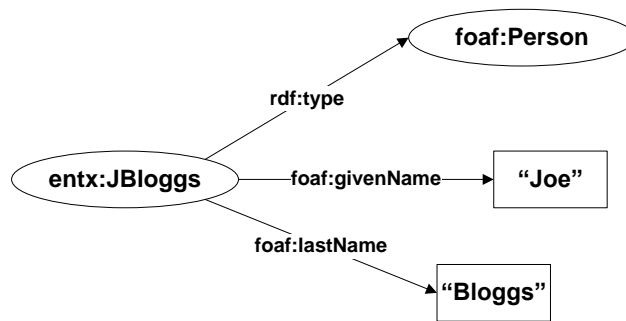 foaf:Person
rdf:type
entx:JBloggs
foaf:givenName
“Joe”
foaf:lastName
“Bloggs”